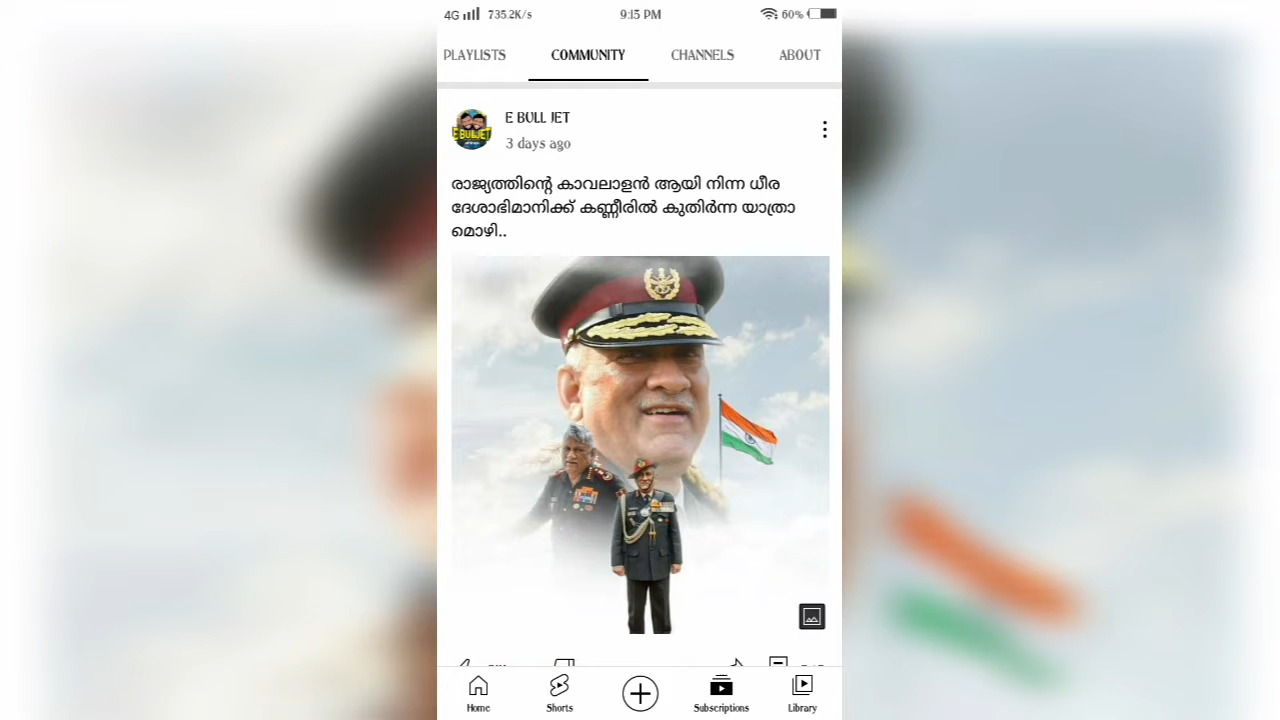 4G 735.2K/s 9:15 PM 60%
PLAYLISTS COMMUNITY CHANNELS ABOUT
E BULL JET
E BULLJET
3 days ago
രാജ്യത്തിന്റെ കാവലാളൻ ആയി നിന്ന ധീര
ദേശാഭിമാനിക്ക് കണ്ണീരിൽ കുതിർന്ന യാത്രാ
മൊഴി..
Home Shorts Subscriptions Library